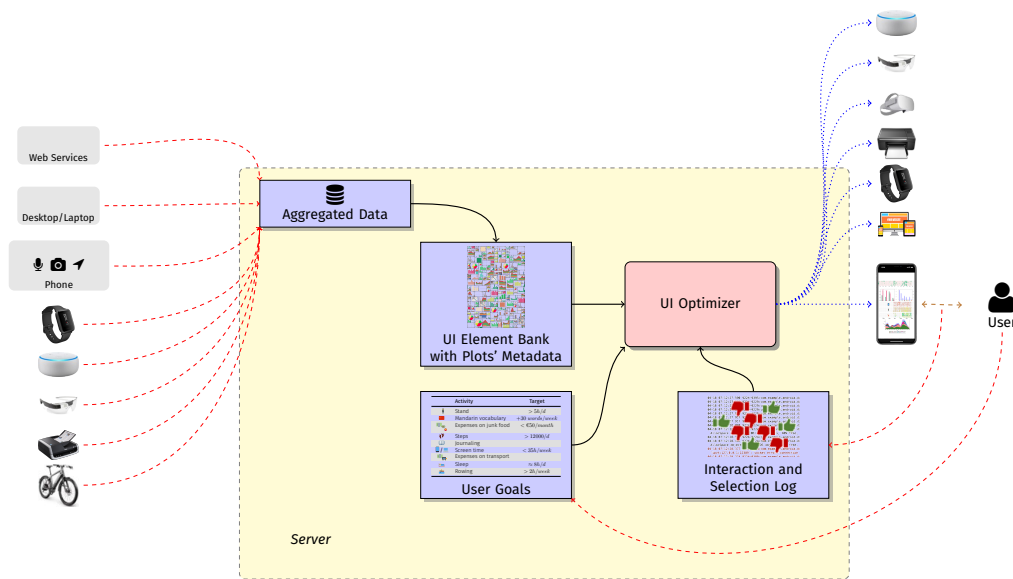 Web Services
Desktop/Laptop
Phone
Aggregated Data
UI Element Bank
with Plots' Metadata
UI Optimizer
User
Activity Target
Stand > 5h/d
Mandarin vocabulary +30 words/week
Expenses on junk food < €50/month
Steps > 12000/d
Journaling
Screen time < 35h/week
Expenses on transport
Sleep ≈ 8h/d
Rowing > 2h/week
User Goals
Interaction and
Selection Log
Server